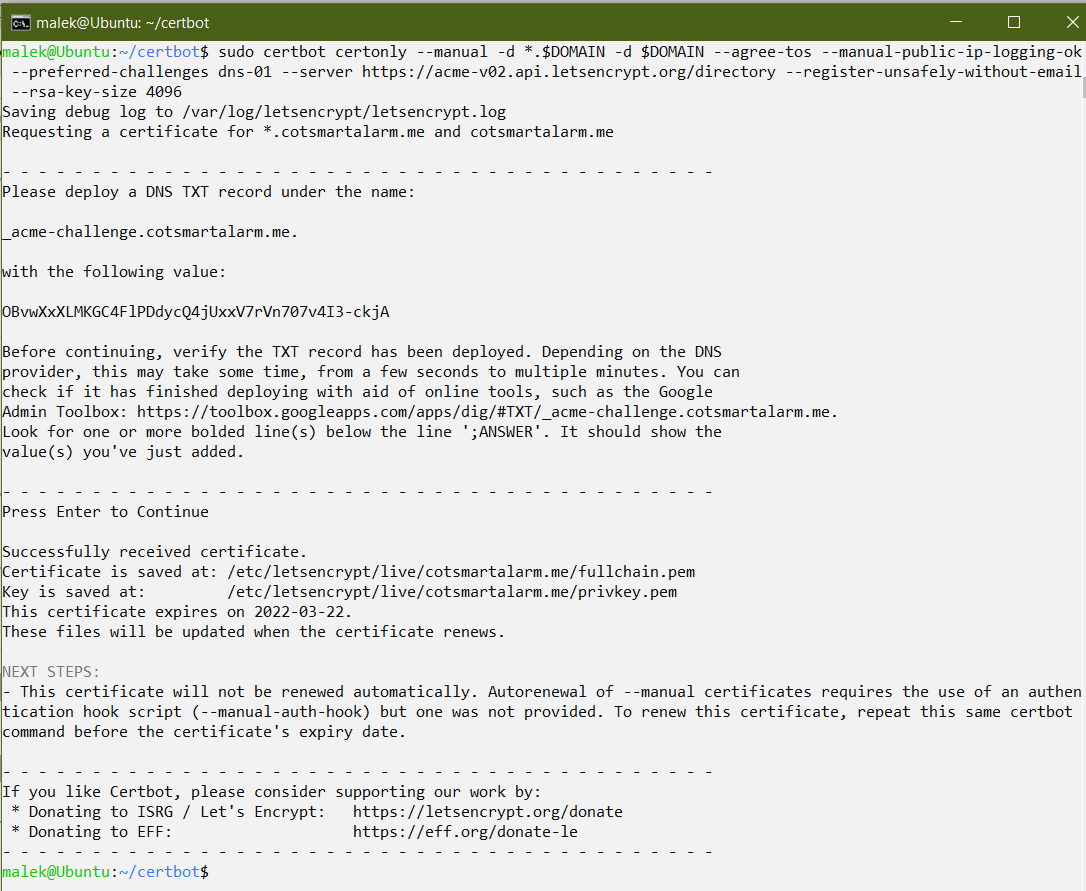 malek@Ubuntu: ~/certbot
malek@Ubuntu:~/certbot$ sudo certbot certonly --manual -d *.$DOMAIN -d $DOMAIN --agree-tos --manual-public-ip-logging-ok
--preferred-challenges dns-01 --server https://acme-v02.api.letsencrypt.org/directory --register-unsafely-without-email
--rsa-key-size 4096
Saving debug log to /var/log/letsencrypt/letsencrypt.log
Requesting a certificate for *.cotsmartalarm.me and cotsmartalarm.me
- - - - - - - - - - - - - - - - - - - - - - - - - - - - - - - - - - - - - - - -
Please deploy a DNS TXT record under the name:
_acme-challenge.cotsmartalarm.me.
with the following value:
OBvwXxXLMKGC4FlPDdycQ4jUxxV7rVn707v4I3-ckjA
Before continuing, verify the TXT record has been deployed. Depending on the DNS
provider, this may take some time, from a few seconds to multiple minutes. You can
check if it has finished deploying with aid of online tools, such as the Google
Admin Toolbox: https://toolbox.googleapps.com/apps/dig/#TXT/_acme-challenge.cotsmartalarm.me.
Look for one or more bolded line(s) below the line ';ANSWER'. It should show the
value(s) you've just added.
- - - - - - - - - - - - - - - - - - - - - - - - - - - - - - - - - - - - - - - -
Press Enter to Continue
Successfully received certificate.
Certificate is saved at: /etc/letsencrypt/live/cotsmartalarm.me/fullchain.pem
Key is saved at:         /etc/letsencrypt/live/cotsmartalarm.me/privkey.pem
This certificate expires on 2022-03-22.
These files will be updated when the certificate renews.
NEXT STEPS:
- This certificate will not be renewed automatically. Autorenewal of --manual certificates requires the use of an authen
tication hook script (--manual-auth-hook) but one was not provided. To renew this certificate, repeat this same certbot
command before the certificate's expiry date.
- - - - - - - - - - - - - - - - - - - - - - - - - - - - - - - - - - - - - - - -
If you like Certbot, please consider supporting our work by:
* Donating to ISRG / Let's Encrypt:   https://letsencrypt.org/donate
* Donating to EFF:                    https://eff.org/donate-le
- - - - - - - - - - - - - - - - - - - - - - - - - - - - - - - - - - - - - - - -
malek@Ubuntu:~/certbot$